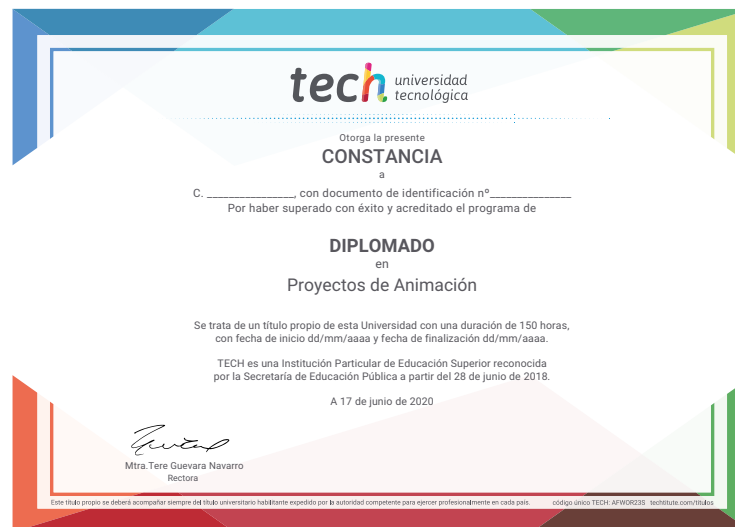 tech universidad
tecnológica
Otorga la presente
CONSTANCIA
a
C. ________________, con documento de identificación nº_______________
Por haber superado con éxito y acreditado el programa de
DIPLOMADO
en
Proyectos de Animación
Se trata de un título propio de esta Universidad con una duración de 150 horas,
con fecha de inicio dd/mm/aaaa y fecha de finalización dd/mm/aaaa.
TECH es una Institución Particular de Educación Superior reconocida
por la Secretaría de Educación Pública a partir del 28 de junio de 2018.
A 17 de junio de 2020
Mtra.Tere Guevara Navarro
Rectora
Este título propio se deberá acompañar siempre del título universitario habilitante expedido por la autoridad competente para ejercer profesionalmente en cada país. código único TECH: AFWOR23S techtitute.com/títulos